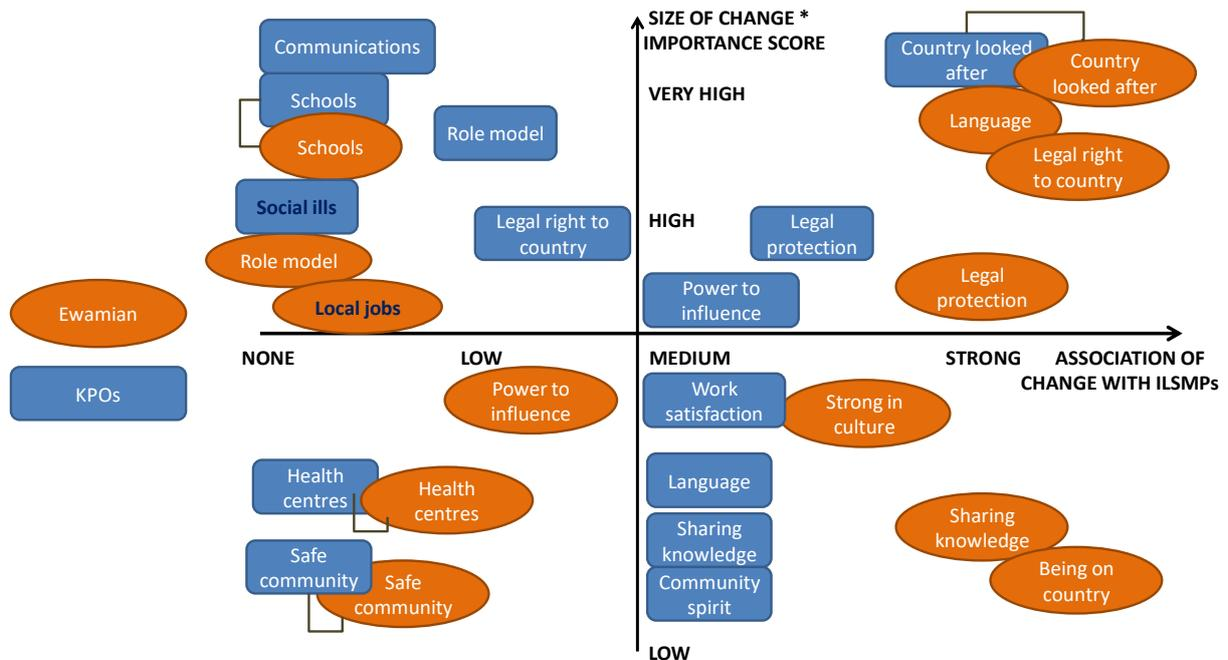 SIZE OF CHANGE *
IMPORTANCE SCORE
Communications
Country looked
after
Country
looked after
VERY HIGH
Schools
Role model
Language
Schools
Legal right
to country
Social ills
Legal right to
country
HIGH
Legal
protection
Role model
Power to
influence
Legal
protection
Local jobs
Ewamian
NONE
LOW
MEDIUM
STRONG
ASSOCIATION OF
CHANGE WITH ILSMPs
KPOs
Power to
influence
Work
satisfaction
Strong in
culture
Health
centres
Health
centres
Language
Sharing
knowledge
Sharing
knowledge
Safe
community
Safe
community
Community
spirit
Being on
country
LOW